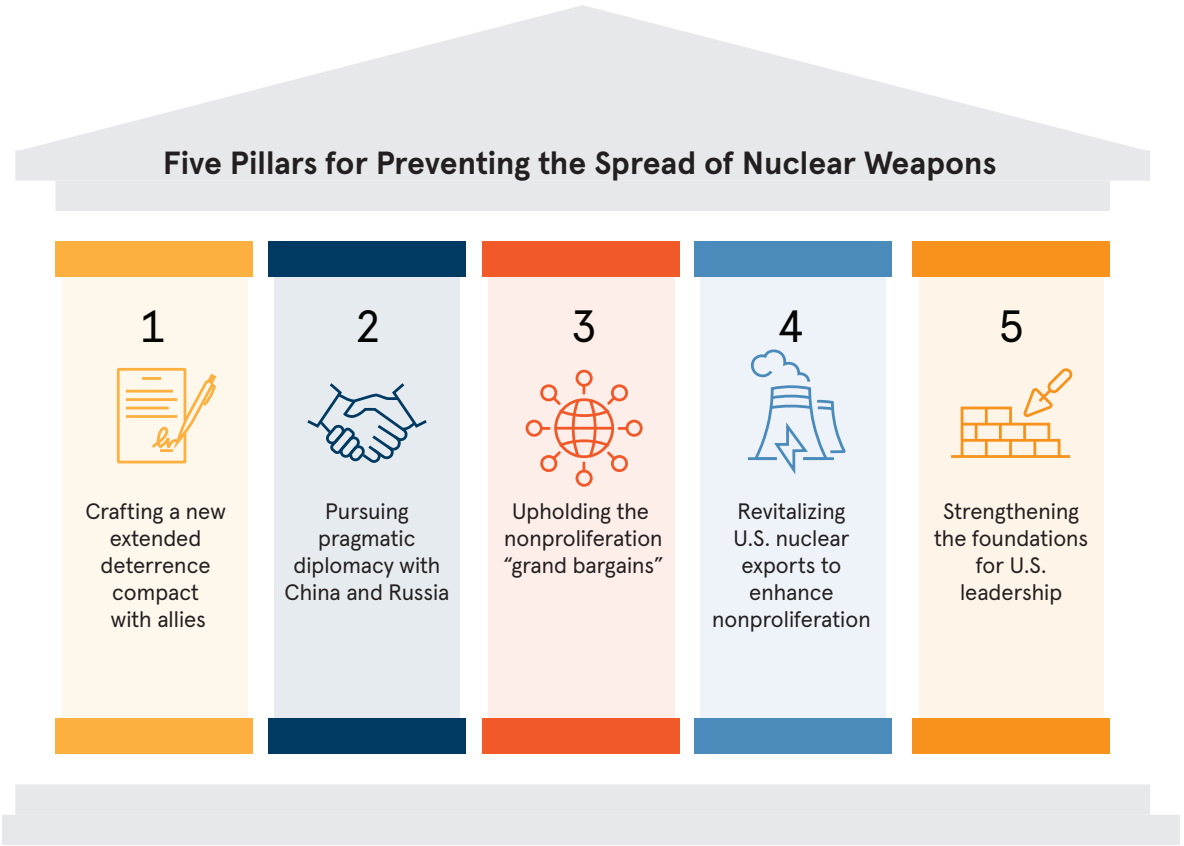 Five Pillars for Preventing the Spread of Nuclear Weapons
1
Crafting a new
extended
deterrence
compact
with allies
2
Pursuing
pragmatic
diplomacy with
China and Russia
3
Upholding the
nonproliferation
“grand bargains”
4
Revitalizing
U.S. nuclear
exports to
enhance
nonproliferation
5
Strengthening
the foundations
for U.S.
leadership